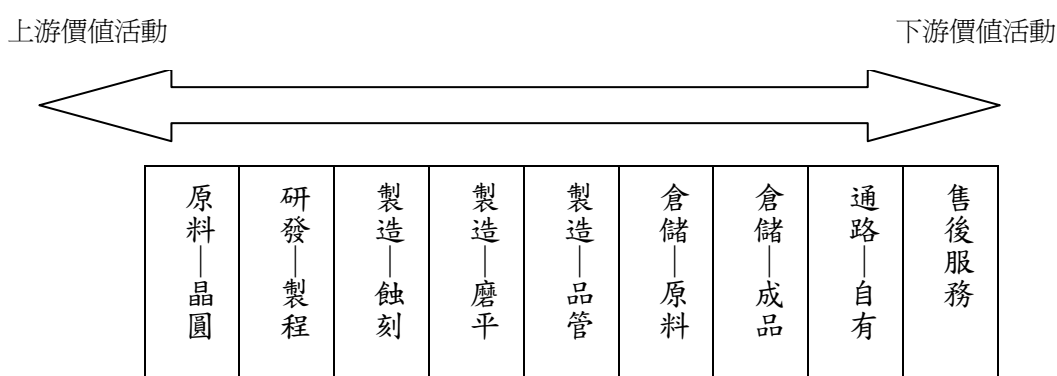 上游價值活動
下游價值活動
原料—晶圓
研發—製程
製造—蝕刻
製造—磨平
製造—品管
倉儲—原料
倉儲—成品
通路—自有
售後服務